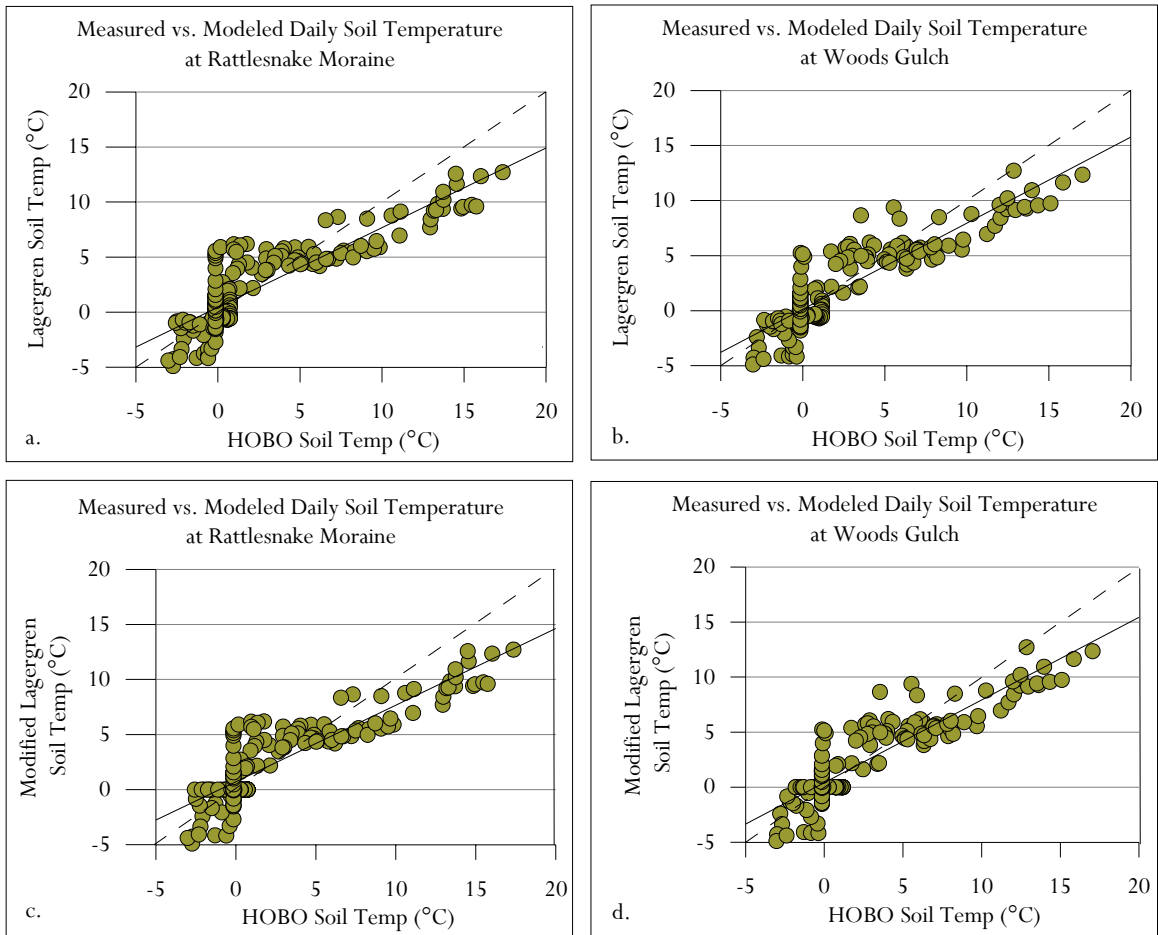 Measured vs. Modeled Daily Soil Temperature
at Rattlesnake Moraine
Lagergren Soil Temp (°C)
20
15
10
5
0
-5
-5 0 5 10 15 20
HOBO Soil Temp (°C)
a.
Measured vs. Modeled Daily Soil Temperature
at Woods Gulch
Lagergren Soil Temp (°C)
20
15
10
5
0
-5
-5 0 5 10 15 20
HOBO Soil Temp (°C)
b.
Measured vs. Modeled Daily Soil Temperature
at Rattlesnake Moraine
Modified Lagergren
Soil Temp (°C)
20
15
10
5
0
-5
-5 0 5 10 15 20
HOBO Soil Temp (°C)
c.
Measured vs. Modeled Daily Soil Temperature
at Woods Gulch
Modified Lagergren
Soil Temp (°C)
20
15
10
5
0
-5
-5 0 5 10 15 20
HOBO Soil Temp (°C)
d.